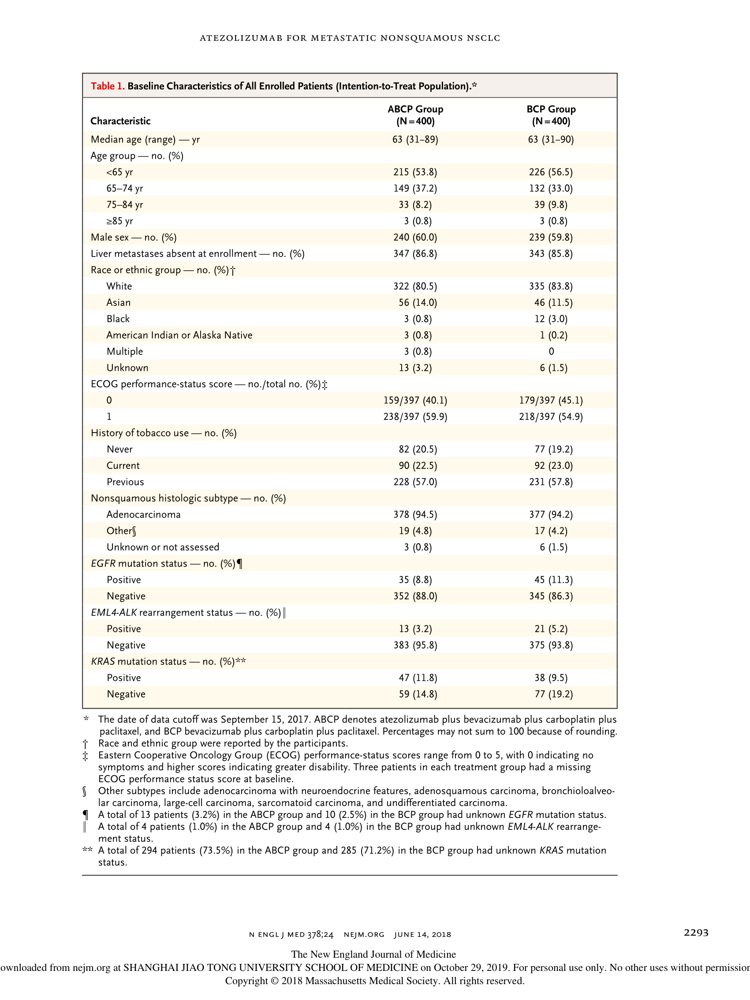 ATEZOLIZUMAB FOR METASTATIC NONSQUAMOUS NSCLC
Table 1. Baseline Characteristics of All Enrolled Patients (Intention-to-Treat Population).*
Characteristic ABCP Group (N=400) BCP Group (N=400)
Median age (range) — yr 63 (31–89) 63 (31–90)
Age group — no. (%)
<65 yr 215 (53.8) 226 (56.5)
65–74 yr 149 (37.2) 132 (33.0)
75–84 yr 33 (8.2) 39 (9.8)
≥85 yr 3 (0.8) 3 (0.8)
Male sex — no. (%) 240 (60.0) 239 (59.8)
Liver metastases absent at enrollment — no. (%) 347 (86.8) 343 (85.8)
Race or ethnic group — no. (%)†
White 322 (80.5) 335 (83.8)
Asian 56 (14.0) 46 (11.5)
Black 3 (0.8) 12 (3.0)
American Indian or Alaska Native 3 (0.8) 1 (0.2)
Multiple 3 (0.8) 0
Unknown 13 (3.2) 6 (1.5)
ECOG performance-status score — no./total no. (%)‡
0 159/397 (40.1) 179/397 (45.1)
1 238/397 (59.9) 218/397 (54.9)
History of tobacco use — no. (%)
Never 82 (20.5) 77 (19.2)
Current 90 (22.5) 92 (23.0)
Previous 228 (57.0) 231 (57.8)
Nonsquamous histologic subtype — no. (%)
Adenocarcinoma 378 (94.5) 377 (94.2)
Other§ 19 (4.8) 17 (4.2)
Unknown or not assessed 3 (0.8) 6 (1.5)
EGFR mutation status — no. (%)¶
Positive 35 (8.8) 45 (11.3)
Negative 352 (88.0) 345 (86.3)
EML4-ALK rearrangement status — no. (%)‖
Positive 13 (3.2) 21 (5.2)
Negative 383 (95.8) 375 (93.8)
KRAS mutation status — no. (%)**
Positive 47 (11.8) 38 (9.5)
Negative 59 (14.8) 77 (19.2)
* The date of data cutoff was September 15, 2017. ABCP denotes atezolizumab plus bevacizumab plus carboplatin plus
paclitaxel, and BCP bevacizumab plus carboplatin plus paclitaxel. Percentages may not sum to 100 because of rounding.
† Race and ethnic group were reported by the participants.
‡ Eastern Cooperative Oncology Group (ECOG) performance-status scores range from 0 to 5, with 0 indicating no
symptoms and higher scores indicating greater disability. Three patients in each treatment group had a missing
ECOG performance status score at baseline.
§ Other subtypes include adenocarcinoma with neuroendocrine features, adenosquamous carcinoma, bronchioloalveo-
lar carcinoma, large-cell carcinoma, sarcomatoid carcinoma, and undifferentiated carcinoma.
¶ A total of 13 patients (3.2%) in the ABCP group and 10 (2.5%) in the BCP group had unknown EGFR mutation status.
‖ A total of 4 patients (1.0%) in the ABCP group and 4 (1.0%) in the BCP group had unknown EML4-ALK rearrange-
ment status.
** A total of 294 patients (73.5%) in the ABCP group and 285 (71.2%) in the BCP group had unknown KRAS mutation
status.
N ENGL J MED 378;24 NEJM.ORG JUNE 14, 2018 2293
The New England Journal of Medicine
ownloaded from nejm.org at SHANGHAI JIAO TONG UNIVERSITY SCHOOL OF MEDICINE on October 29, 2019. For personal use only. No other uses without permission
Copyright © 2018 Massachusetts Medical Society. All rights reserved.